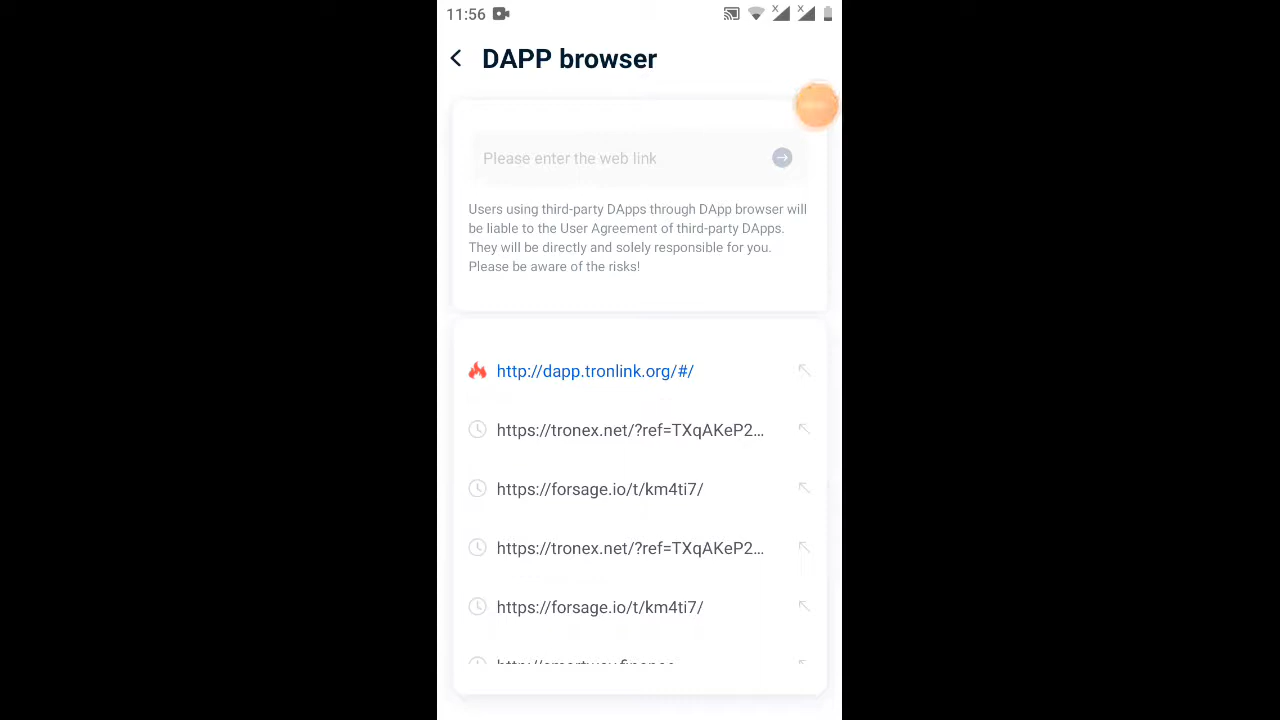 11:56
DAPP browser
Please enter the web link
Users using third-party DApps through DApp browser will
be liable to the User Agreement of third-party DApps.
They will be directly and solely responsible for you.
Please be aware of the risks!
http://dapp.tronlink.org/#/
https://tronex.net/?ref=TXqAKeP2...
https://forsage.io/t/km4ti7/
https://tronex.net/?ref=TXqAKeP2...
https://forsage.io/t/km4ti7/